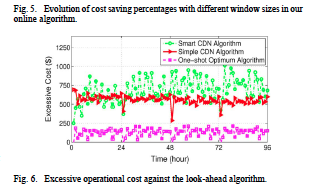 Fig. 5. Evolution of cost saving percentages with different window sizes in our
online algorithm.
Smart CDN Algorithm
Simple CDN Algorithm
One-shot Optimum Algorithm
Excessive Cost ($)
1250
1000
750
500
250
0
0 24 48 72 96
Time (hour)
Fig. 6. Excessive operational cost against the look-ahead algorithm.